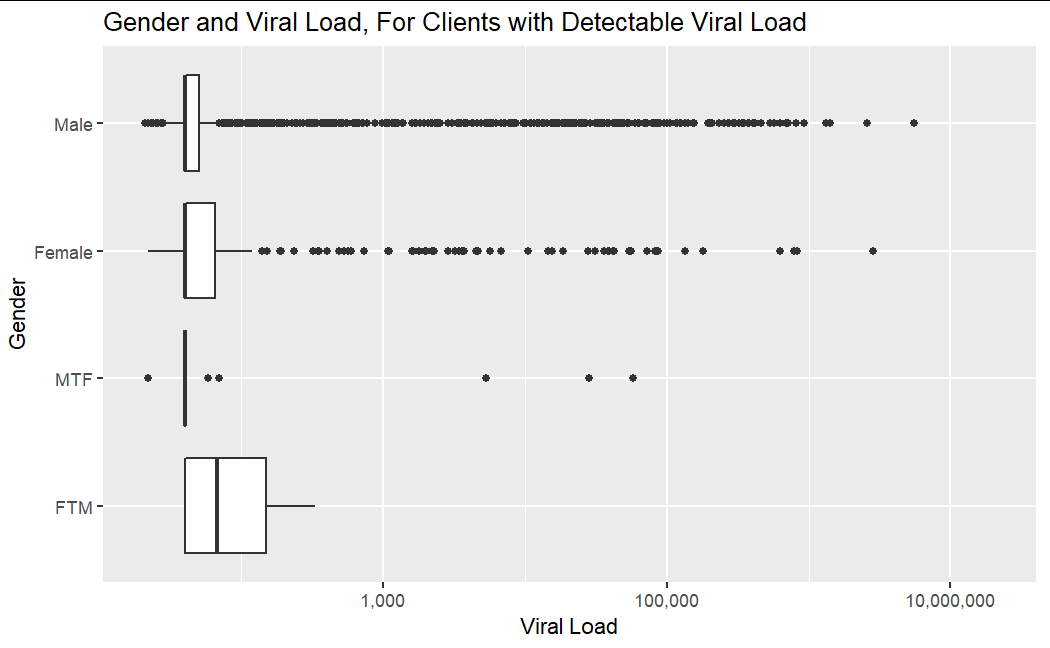 Gender and Viral Load, For Clients with Detectable Viral Load
Male
Female
MTF
FTM
Gender
1,000
100,000
10,000,000
Viral Load